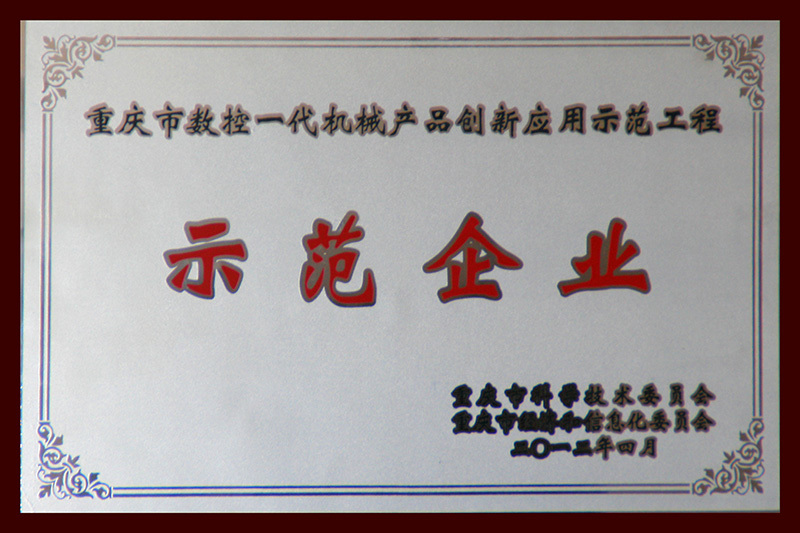 重庆市数控一代机械产品创新应用示范工程
示范企业
重庆市科学技术委员会
重庆市经济和信息化委员会
二〇一三年四月